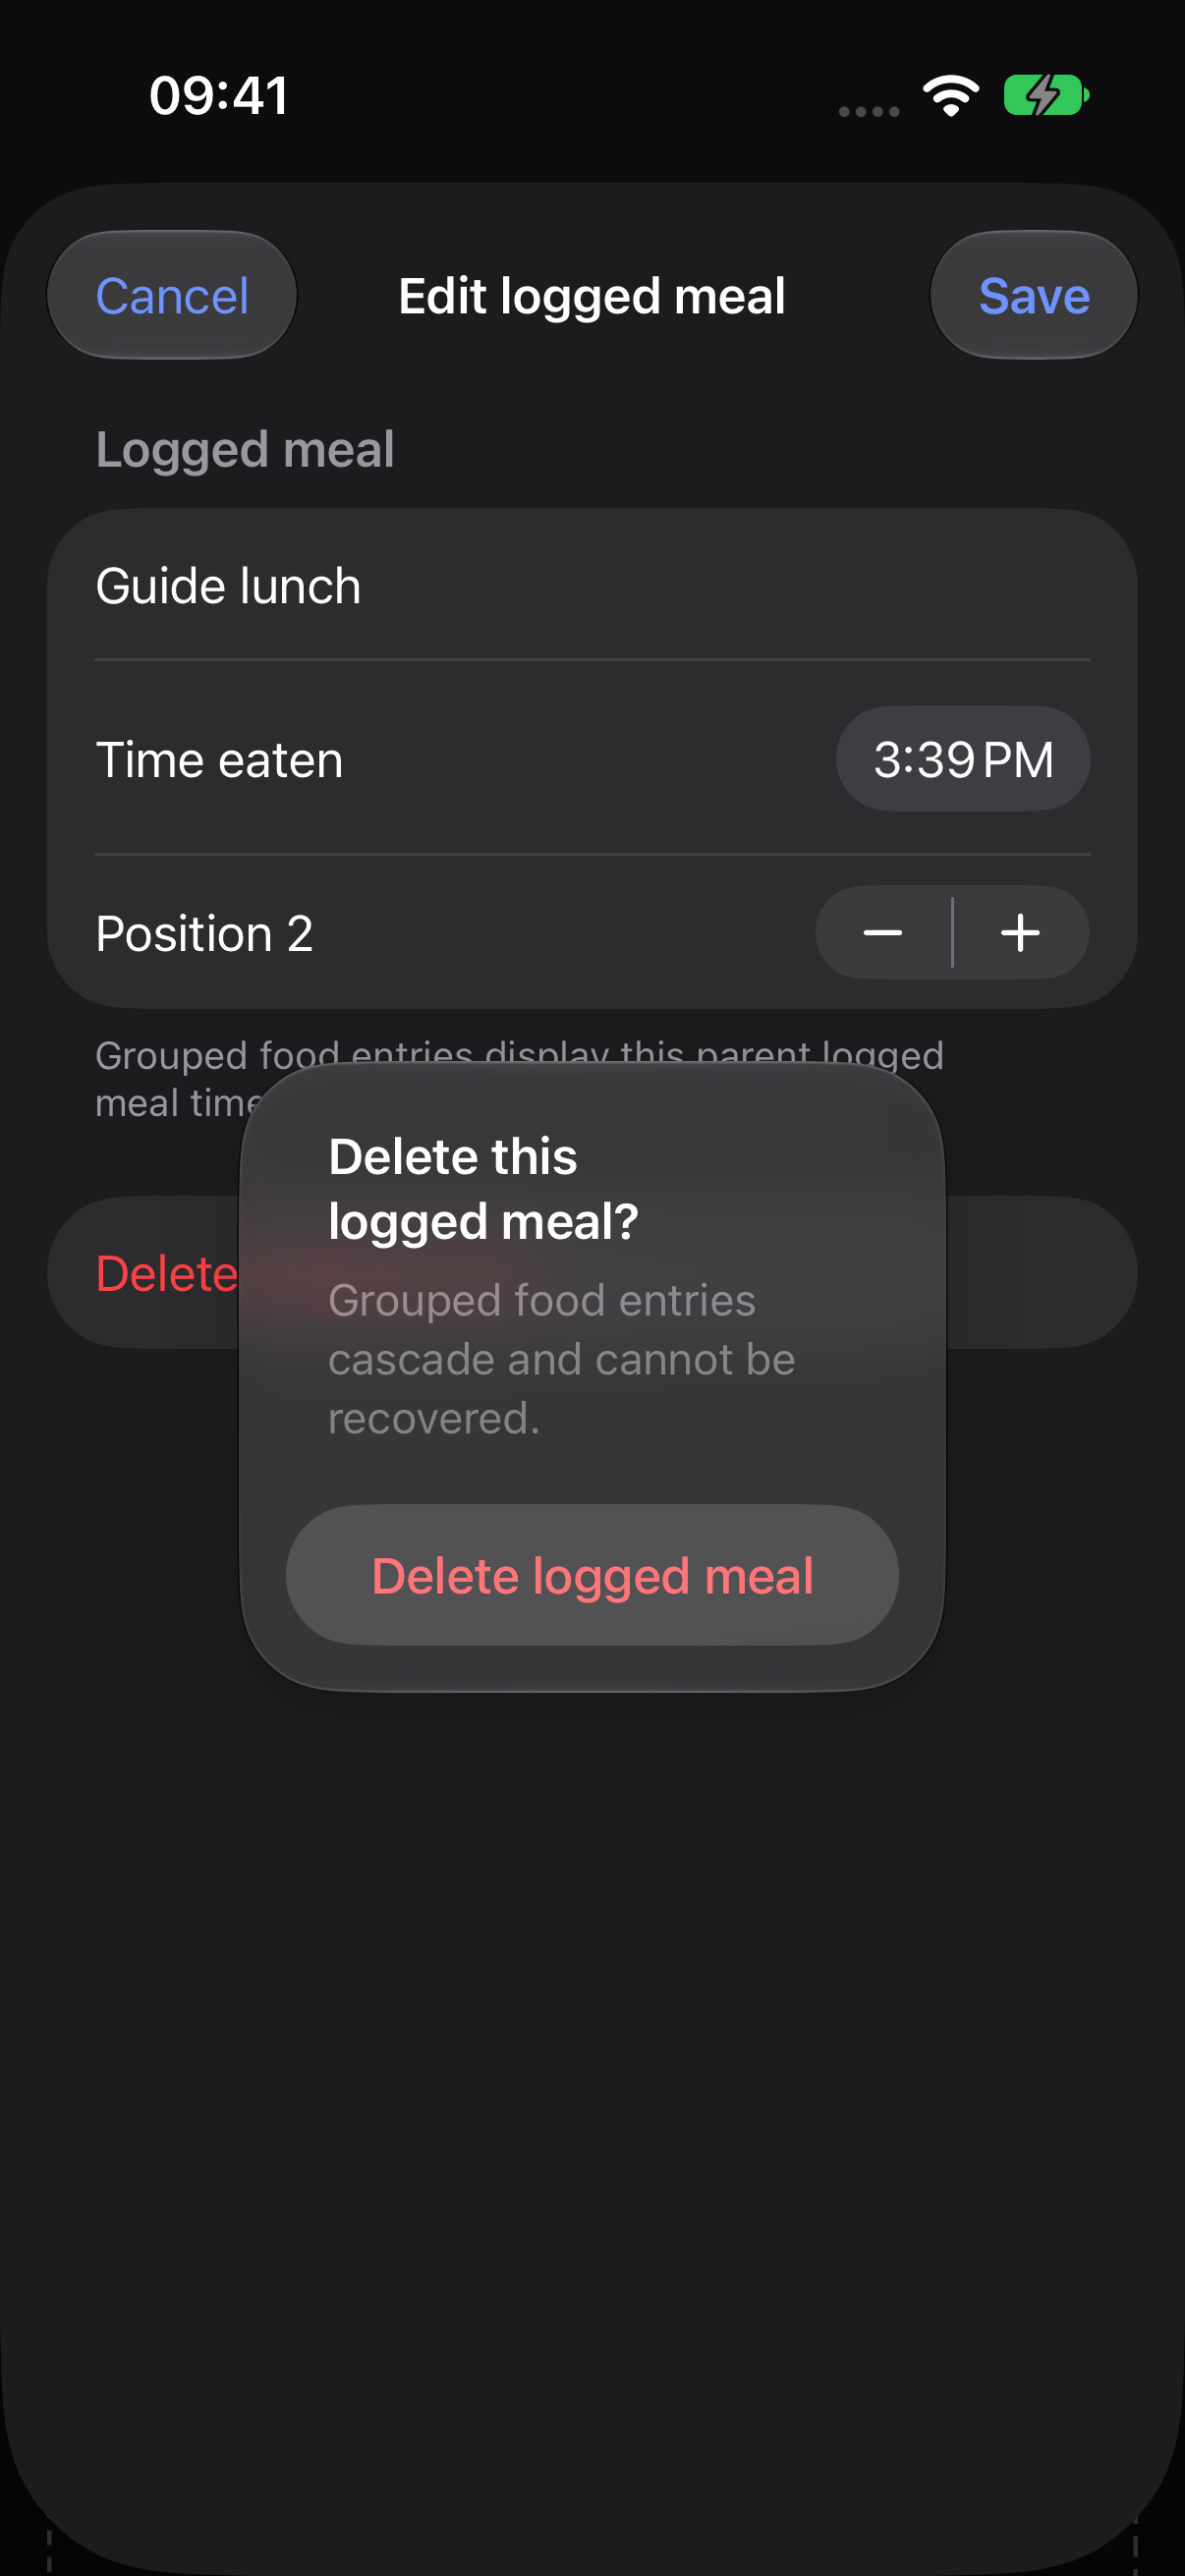 09:41
Cancel
Edit logged meal
Save
Logged meal
Guide lunch
Time eaten
3:39 PM
Position 2
Grouped food entries display this parent logged
meal time
Delete this
logged meal?
Delete
Grouped food entries
cascade and cannot be
recovered.
Delete logged meal